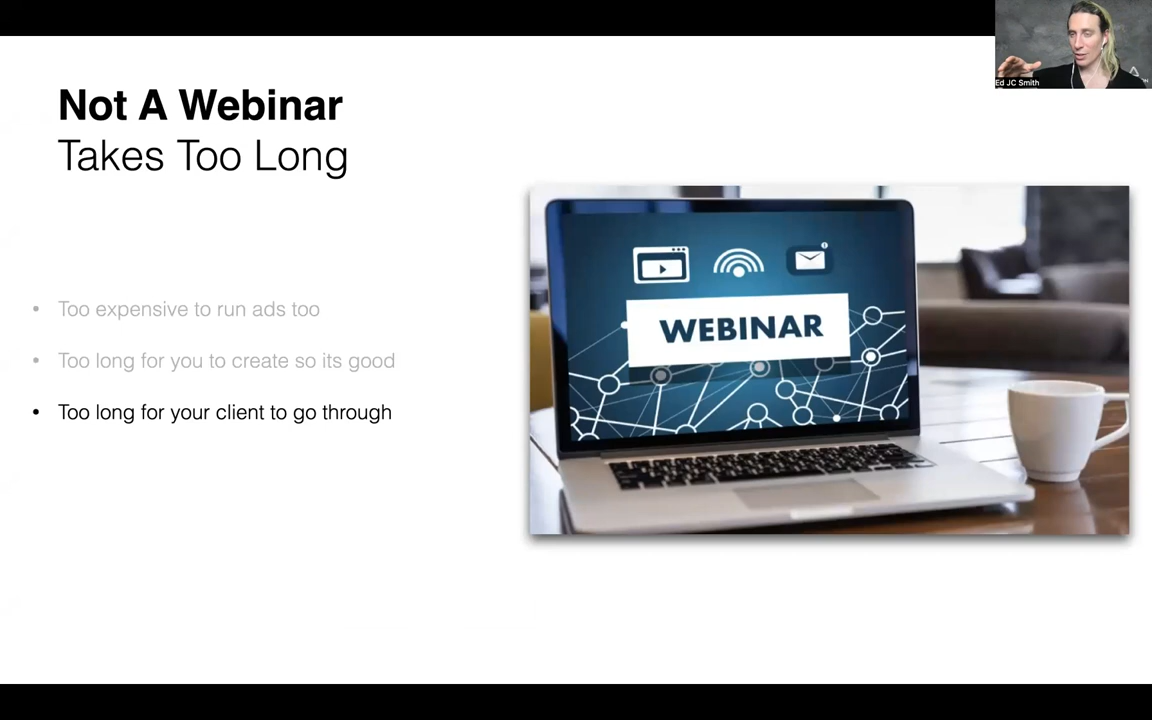 Not A Webinar
Takes Too Long
• Too expensive to run ads too
• Too long for you to create so its good
• Too long for your client to go through
WEBINAR
Ed JC Smith